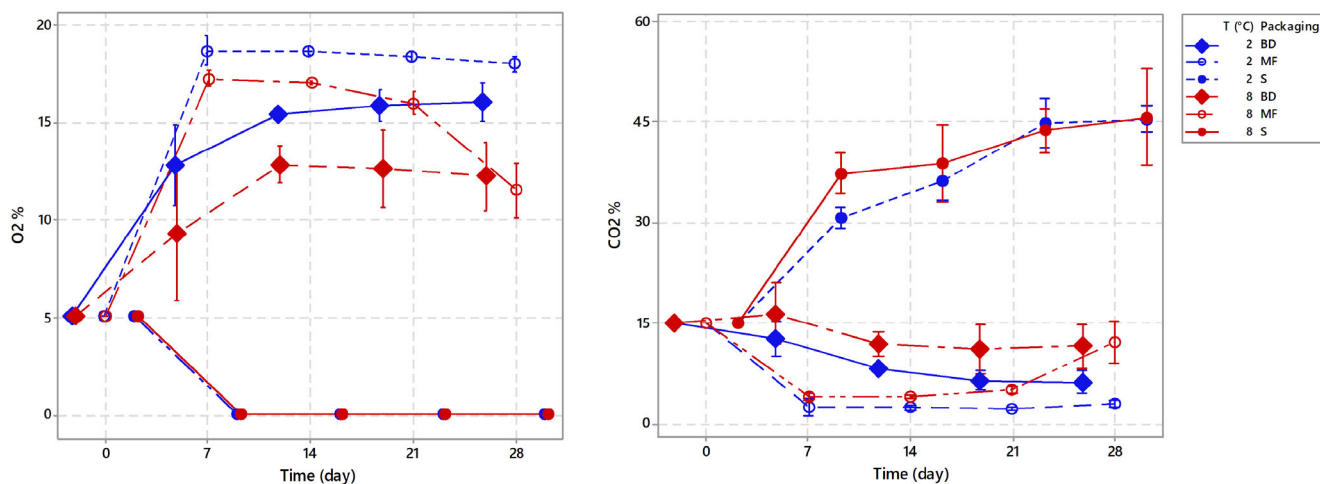 20
15
10
5
0
O2 %
0 7 14 21 28
Time (day)
60
45
30
15
0
CO2 %
0 7 14 21 28
Time (day)
T (°C) Packaging
2 BD
2 MF
2 S
8 BD
8 MF
8 S